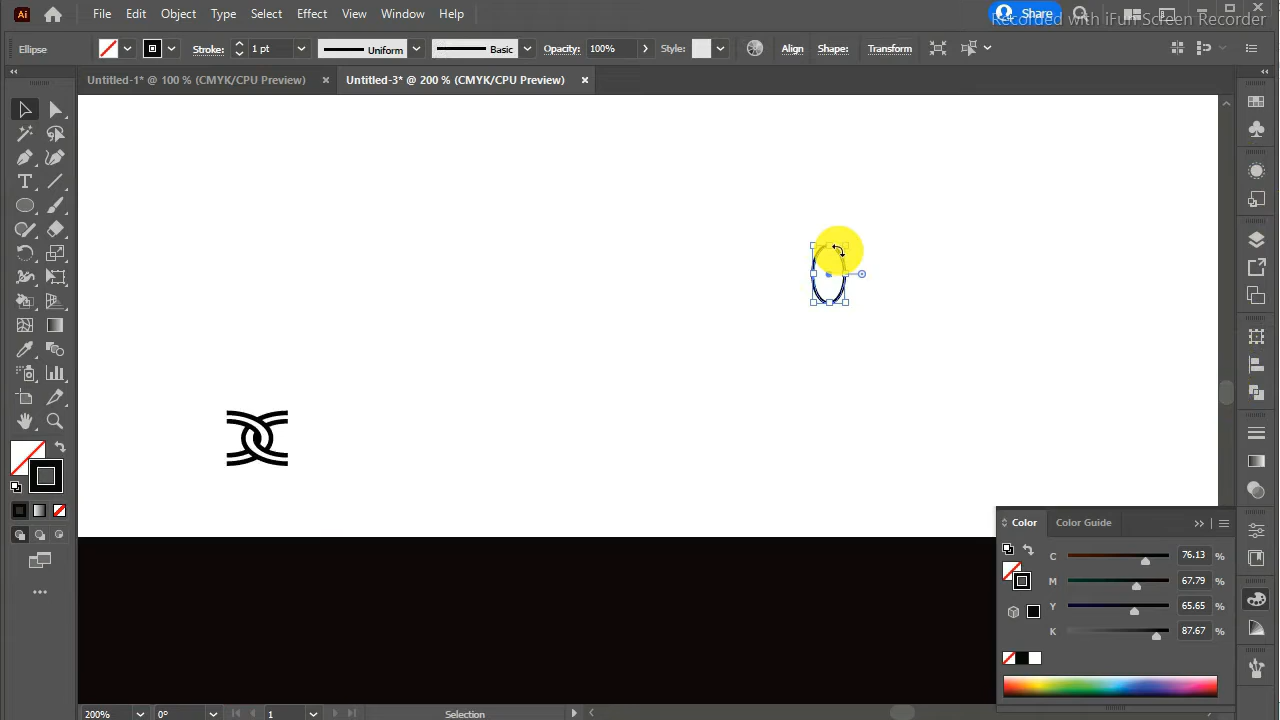 Ai File Edit Object Type Select Effect View Window Help Share
Recorded with iFun Screen Recorder
Ellipse Stroke: 1 pt Uniform Basic Opacity: 100% Style: Align Shape: Transform
Untitled-1* @ 100 % (CMYK/CPU Preview) × Untitled-3* @ 200 % (CMYK/CPU Preview) ×
Color Color Guide
C 76.13 %
M 67.79 %
Y 65.65 %
K 87.67 %
200% 0° 1 Selection